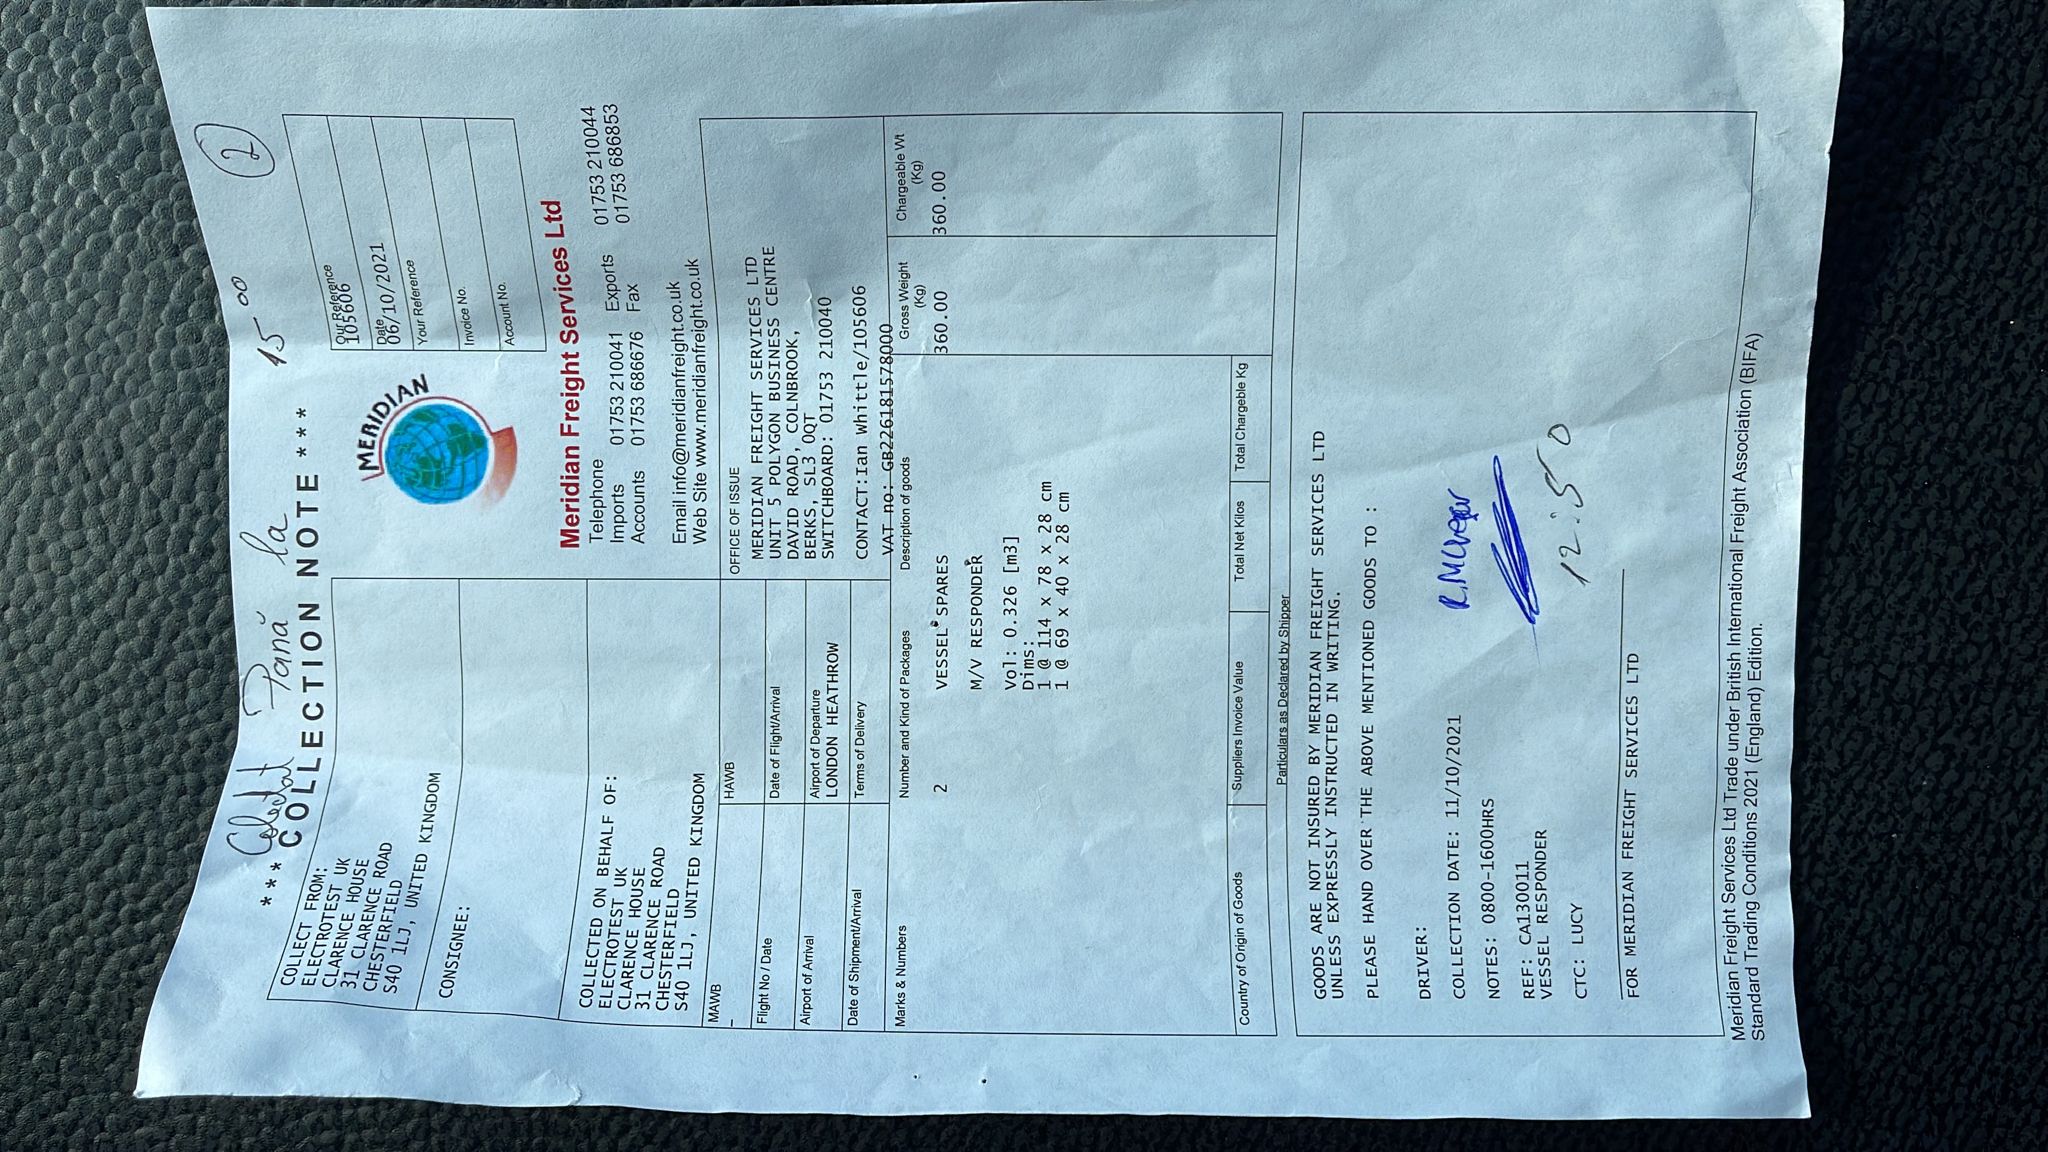 2
Colectat Până la 15 00
**** COLLECTION NOTE ****
COLLECT FROM:
ELECTROTEST UK
CLARENCE HOUSE
31 CLARENCE ROAD
CHESTERFIELD
S40 1LJ, UNITED KINGDOM
CONSIGNEE:
COLLECTED ON BEHALF OF:
ELECTROTEST UK
CLARENCE HOUSE
31 CLARENCE ROAD
CHESTERFIELD
S40 1LJ, UNITED KINGDOM
MERIDIAN
Our Reference
105606
Date
06/10/2021
Your Reference
Invoice No.
Account No.
Meridian Freight Services Ltd
Telephone
Imports 01753 210041 Exports 01753 210044
Accounts 01753 686676 Fax 01753 686853
Email info@meridianfreight.co.uk
Web Site www.meridianfreight.co.uk
MAWB
-
HAWB
Flight No / Date
Date of Flight/Arrival
Airport of Arrival
Airport of Departure
LONDON HEATHROW
Date of Shipment/Arrival
Terms of Delivery
OFFICE OF ISSUE
MERIDIAN FREIGHT SERVICES LTD
UNIT 5 POLYGON BUSINESS CENTRE
DAVID ROAD, COLNBROOK,
BERKS, SL3 0QT
SWITCHBOARD: 01753 210040
CONTACT:Ian Whittle/105606
VAT no: GB226181578000
Marks & Numbers Number and Kind of Packages Description of goods Gross Weight (Kg) Chargeable Wt (Kg)
2 VESSEL SPARES 360.00 360.00
M/V RESPONDER
Vol: 0.326 [m3]
Dims:
1 @ 114 x 78 x 28 cm
1 @ 69 x 40 x 28 cm
Country of Origin of Goods Suppliers Invoice Value Total Net Kilos Total Chargeble Kg
Particulars as Declared by Shipper
GOODS ARE NOT INSURED BY MERIDIAN FREIGHT SERVICES LTD
UNLESS EXPRESSLY INSTRUCTED IN WRITING.
PLEASE HAND OVER THE ABOVE MENTIONED GOODS TO :
DRIVER:
COLLECTION DATE: 11/10/2021
NOTES: 0800-1600HRS
REF: CA130011
VESSEL RESPONDER
CTC: LUCY
12:50
FOR MERIDIAN FREIGHT SERVICES LTD
Meridian Freight Services Ltd Trade under British International Freight Association (BIFA)
Standard Trading Conditions 2021 (England) Edition.